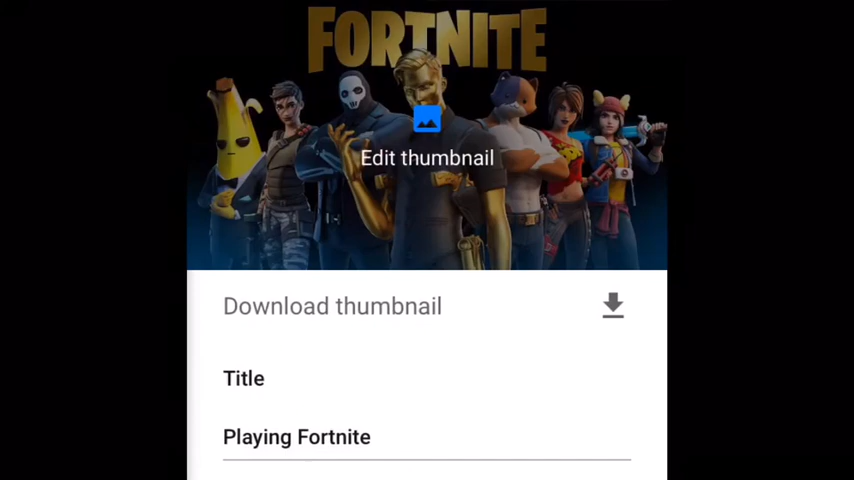 FORTNITE
Edit thumbnail
Download thumbnail
Title
Playing Fortnite